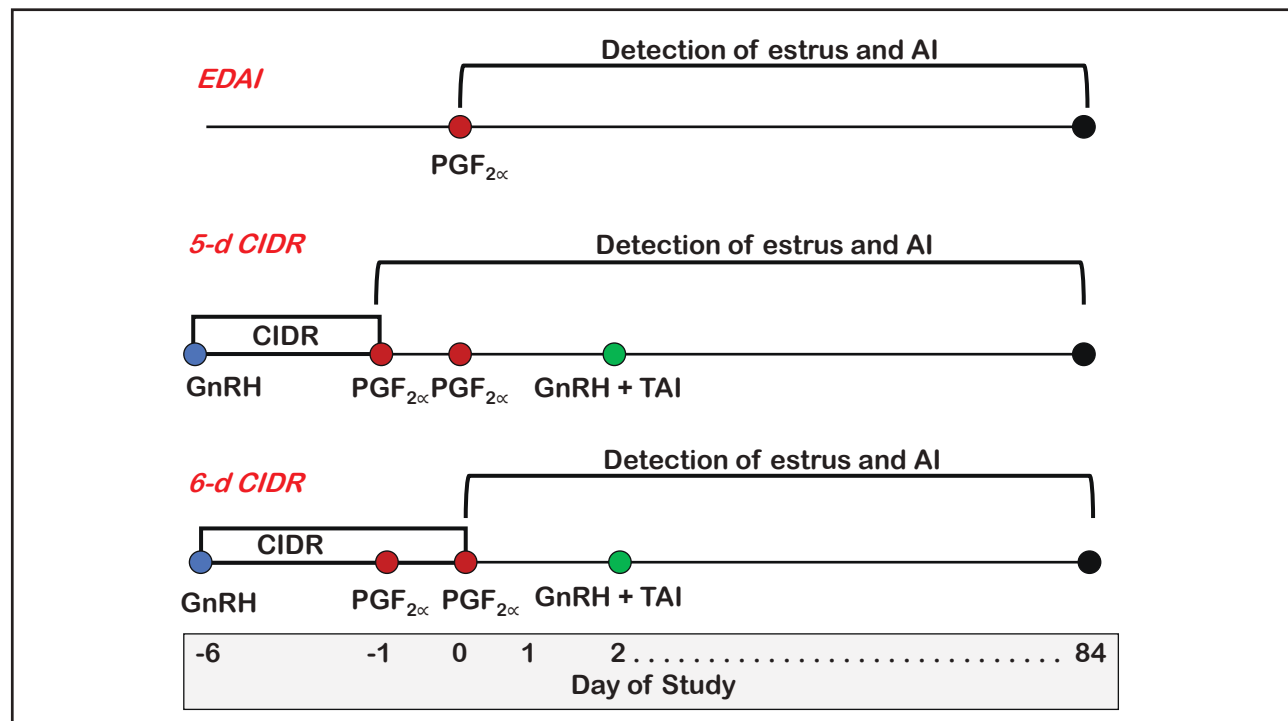 Detection of estrus and AI
EDAI
PGF2∝
Detection of estrus and AI
5-d CIDR
CIDR
GnRH PGF2∝ PGF2∝ GnRH + TAI
Detection of estrus and AI
6-d CIDR
CIDR
GnRH PGF2∝ PGF2∝ GnRH + TAI
-6 -1 0 1 2 . . . . . . . . . . . . . . . . . . . . . . . . . . . . . . . . . . . . . . 84
Day of Study